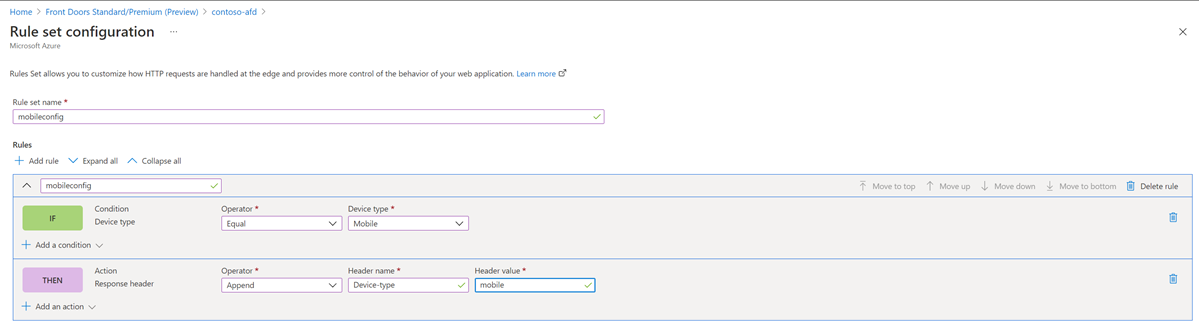 Home > Front Doors Standard/Premium (Preview) > contoso-afd >
Rule set configuration ...
Microsoft Azure
Rules Set allows you to customize how HTTP requests are handled at the edge and provides more control of the behavior of your web application. Learn more
Rule set name *
mobileconfig
Rules
Add rule Expand all Collapse all
mobileconfig Move to top Move up Move down Move to bottom Delete rule
Condition Operator * Device type *
IF Device type Equal Mobile
Add a condition
Action Operator * Header name * Header value *
THEN Response header Append Device-type mobile
Add an action